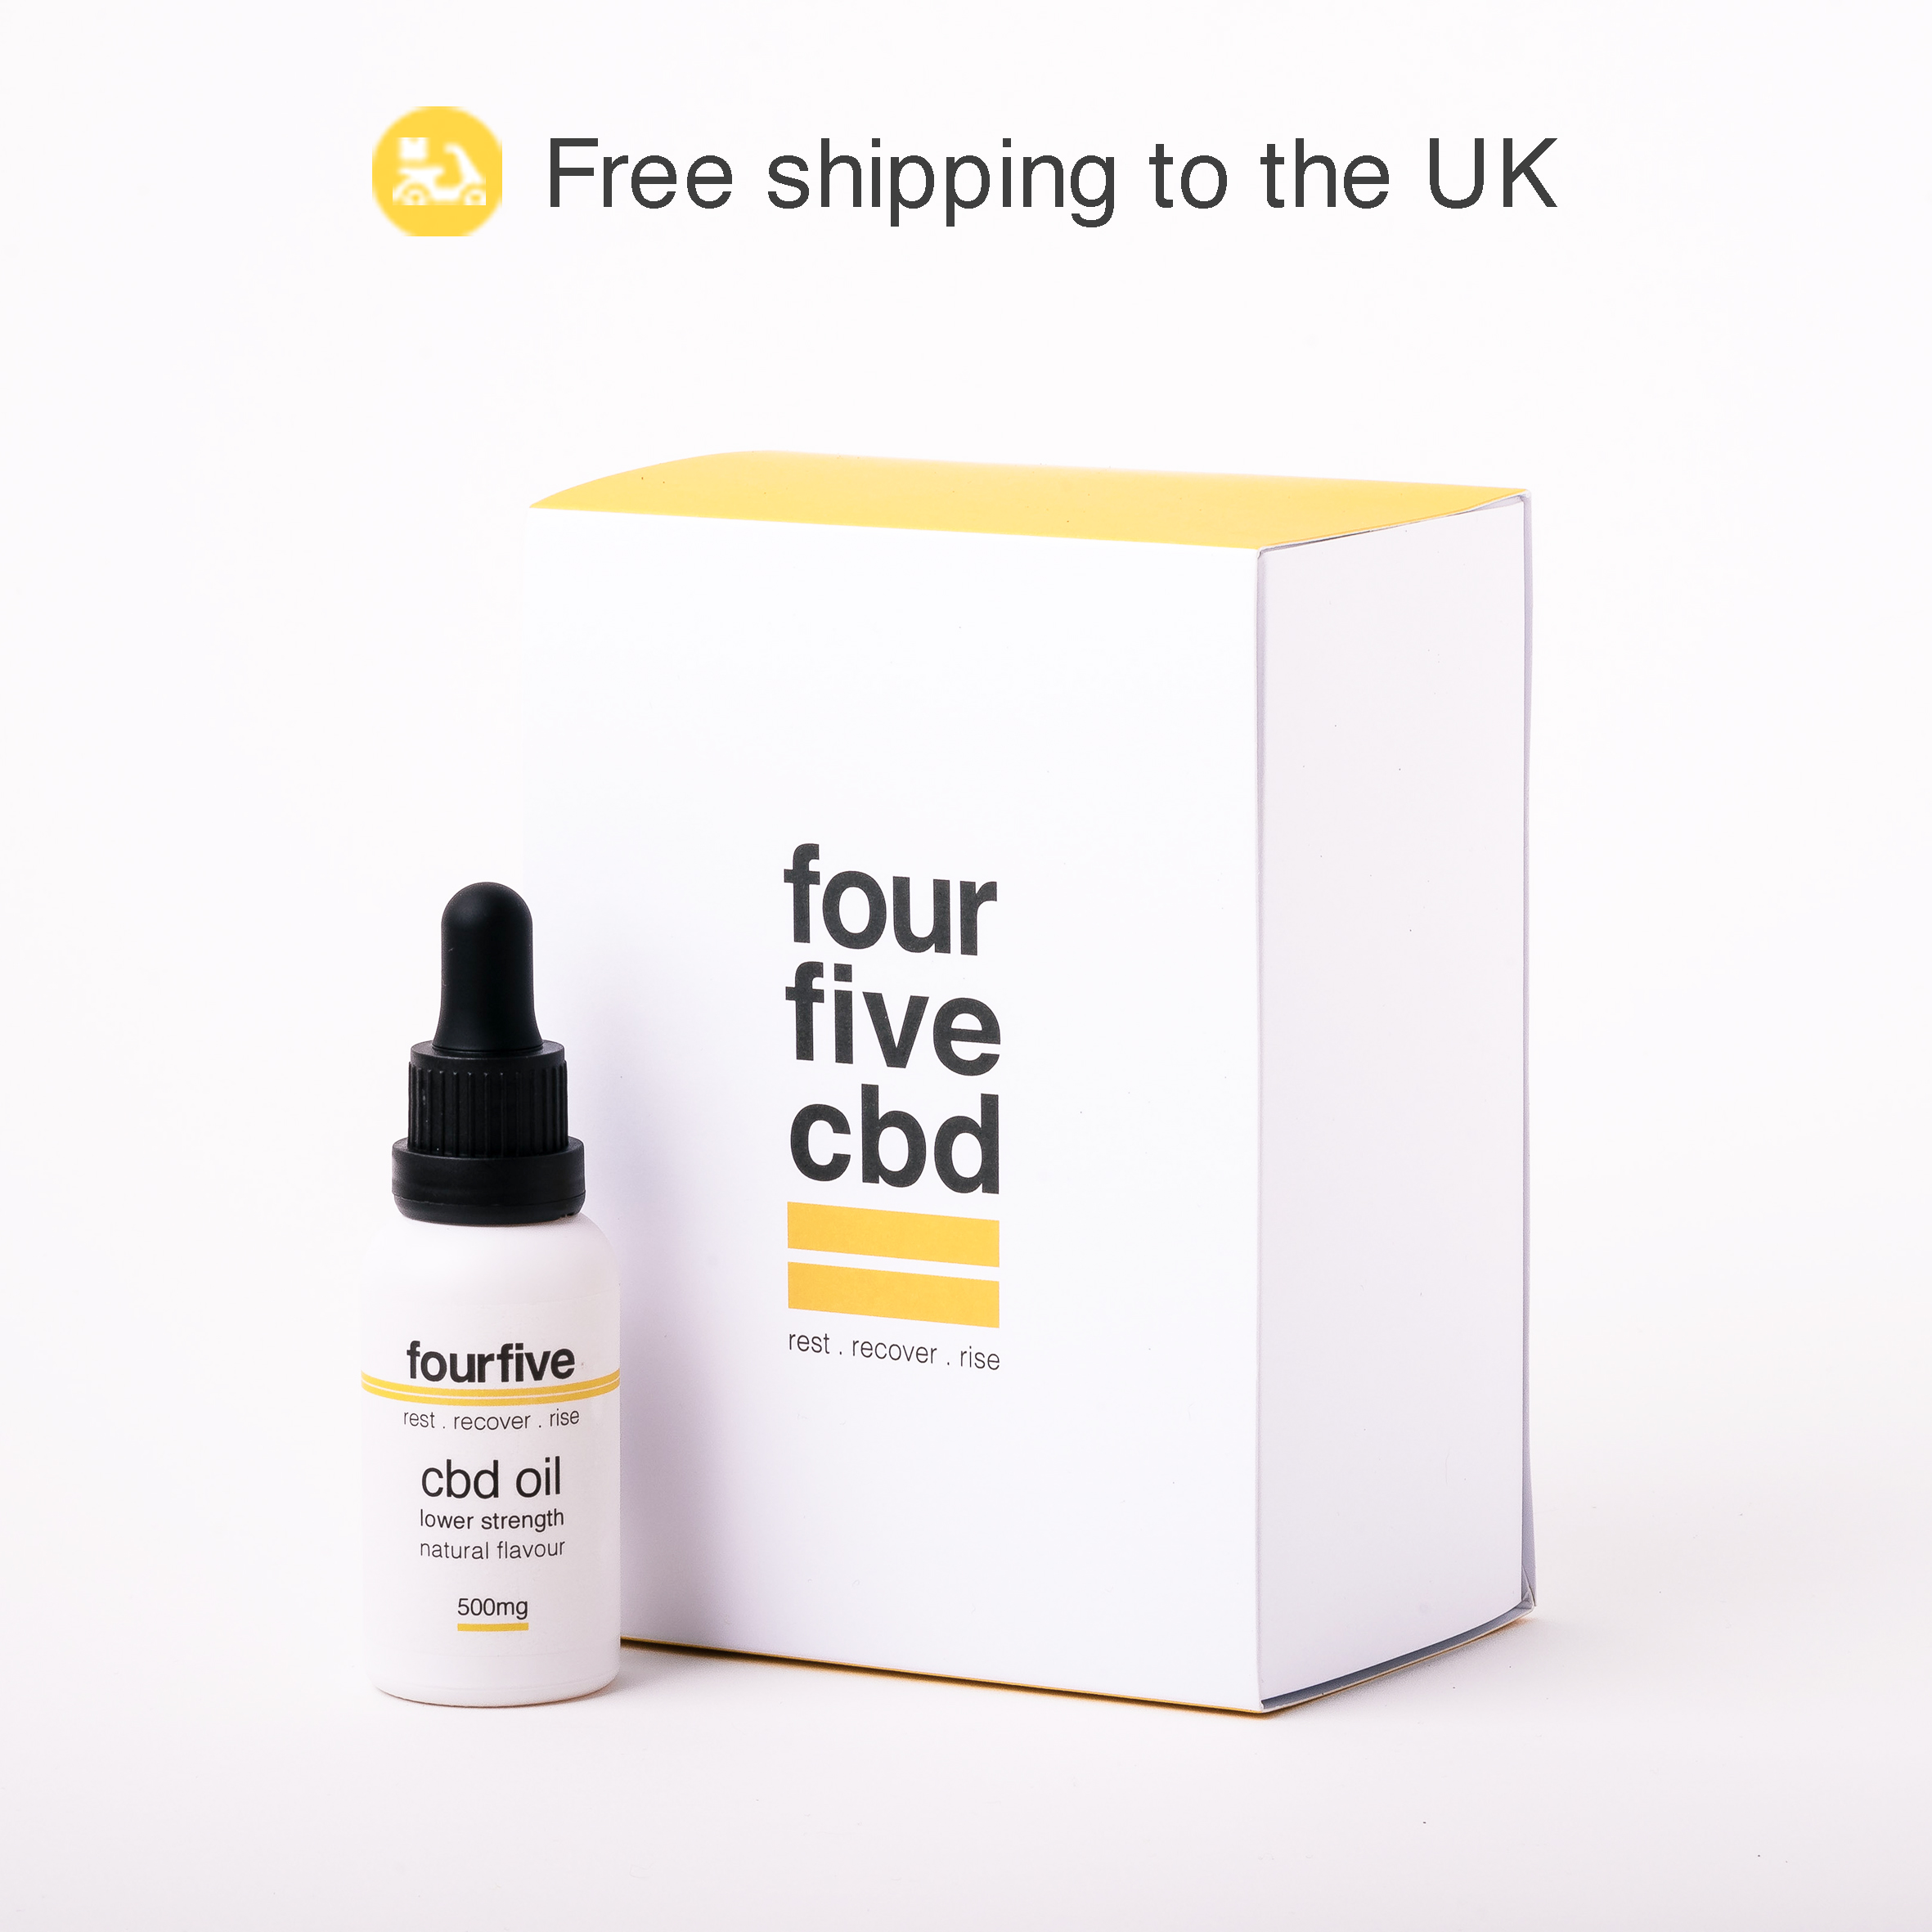 Free shipping to the UK
four
five
cbd
rest . recover . rise
fourfive
rest . recover . rise
cbd oil
lower strength
natural flavour
500mg